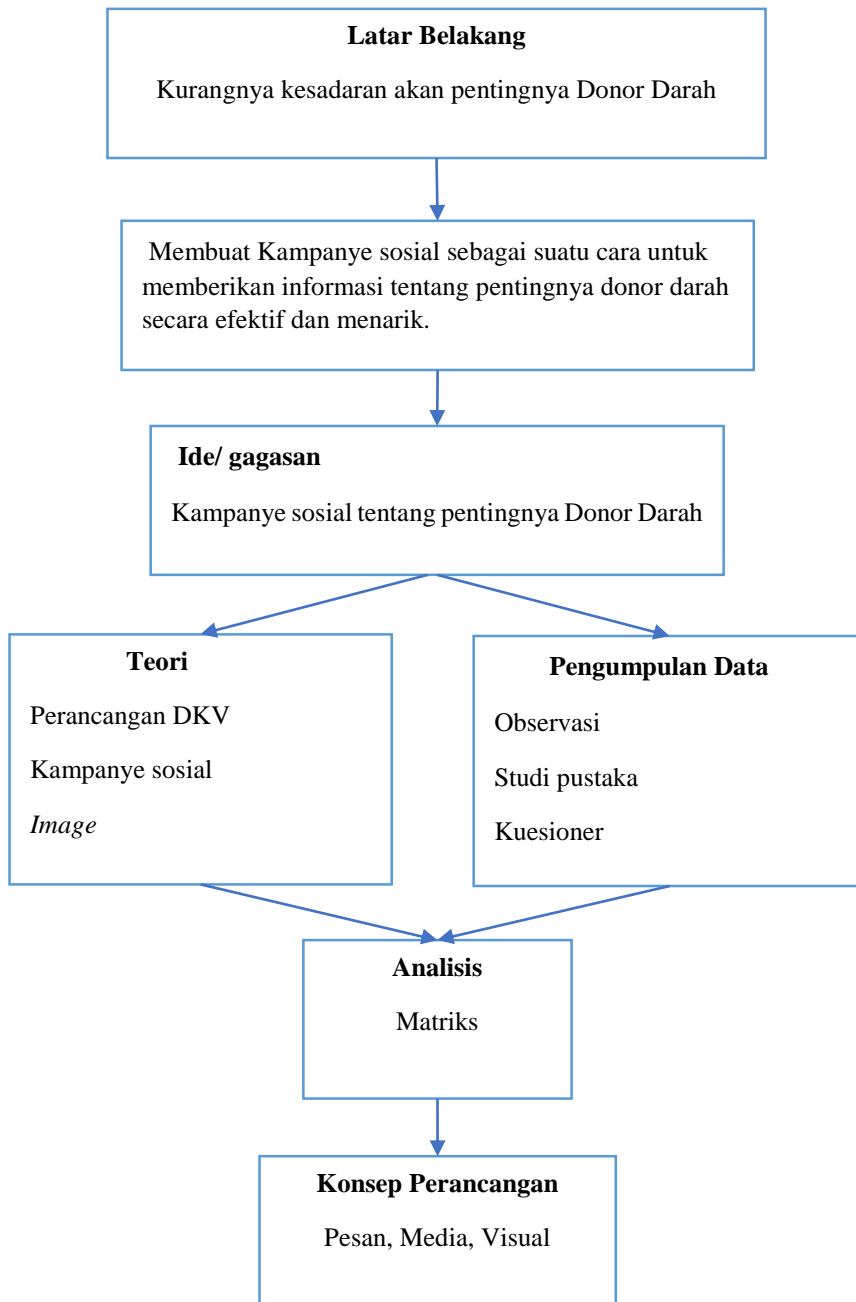 Latar Belakang
Kurangnya kesadaran akan pentingnya Donor Darah
Membuat Kampanye sosial sebagai suatu cara untuk
memberikan informasi tentang pentingnya donor darah
secara efektif dan menarik.
Ide/ gagasan
Kampanye sosial tentang pentingnya Donor Darah
Teori
Perancangan DKV
Kampanye sosial
Image
Pengumpulan Data
Observasi
Studi pustaka
Kuesioner
Analisis
Matriks
Konsep Perancangan
Pesan, Media, Visual